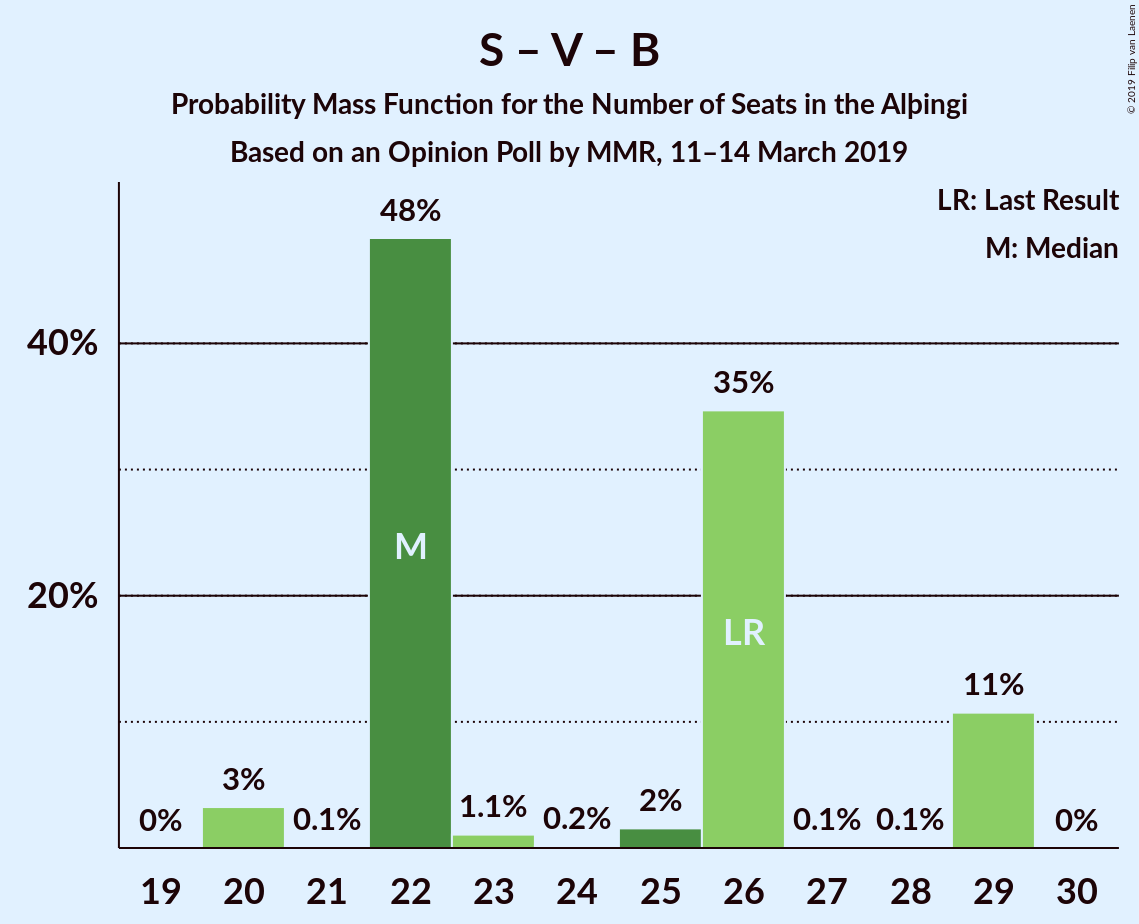 S – V – B
Probability Mass Function for the Number of Seats in the Alþingi
Based on an Opinion Poll by MMR, 11–14 March 2019
© 2019 Filip van Laenen
LR: Last Result
M: Median
48%
40%
35%
M
20%
LR
11%
0%
3%
0.1%
1.1%
0.2%
2%
0.1%
0.1%
0%
19 20 21 22 23 24 25 26 27 28 29 30